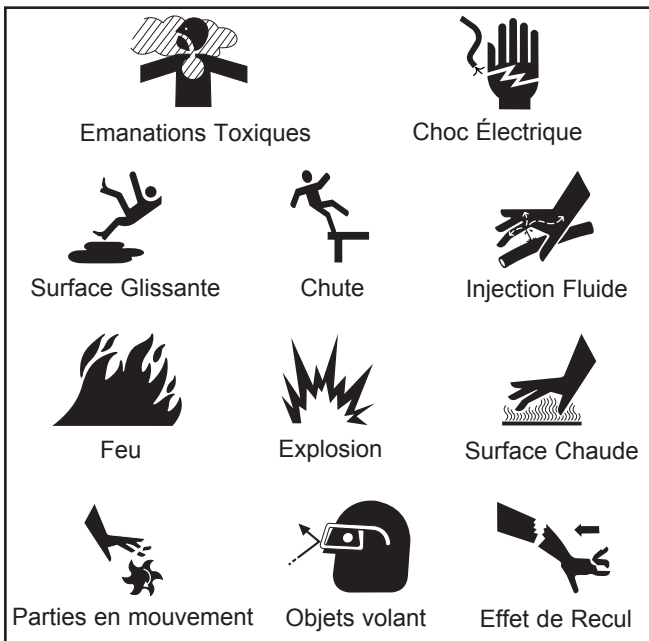 Emanations Toxiques
Choc Électrique
Surface Glissante
Chute
Injection Fluide
Feu
Explosion
Surface Chaude
Parties en mouvement
Objets volant
Effet de Recul